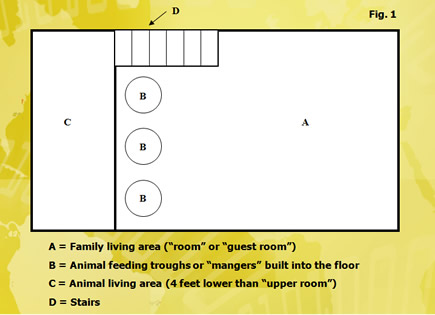 D
Fig. 1
B
C
A
B
B
A = Family living area (“room” or “guest room”)
B = Animal feeding troughs or “mangers” built into the floor
C = Animal living area (4 feet lower than “upper room”)
D = Stairs